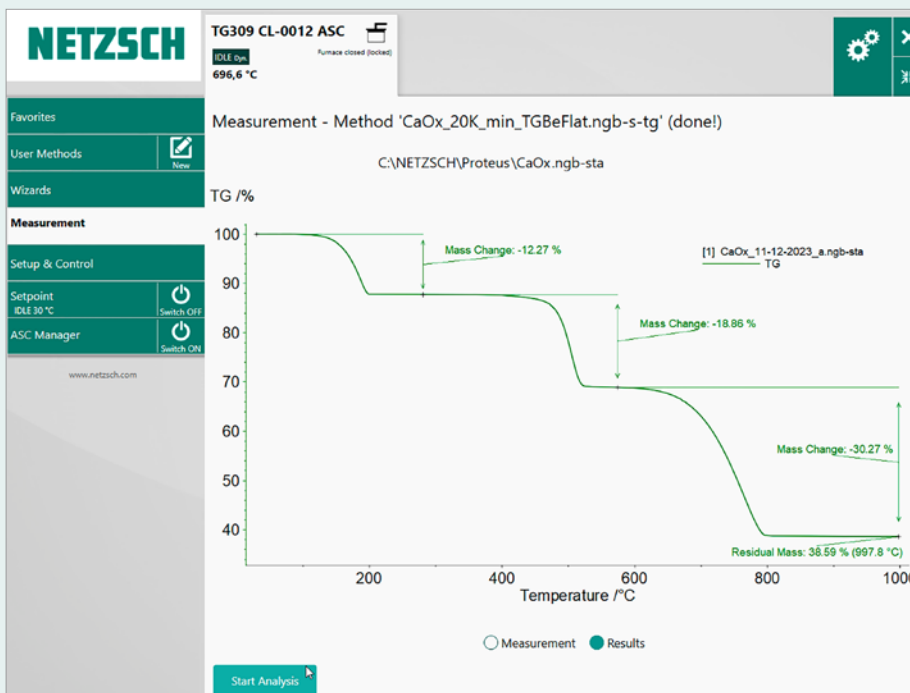 NETZSCH
TG309 CL-0012 ASC
IDLE Dyn.
Furnace closed (locked)
696,6 °C
Favorites
User Methods
New
Wizards
Measurement
Setup & Control
Setpoint
IDLE 30 °C
Switch OFF
ASC Manager
Switch ON
www.netzsch.com
Measurement - Method 'CaOx_20K_min_TGBeFlat.ngb-s-tg' (done!)
C:\NETZSCH\Proteus\CaOx.ngb-sta
TG /%
100
90
80
70
60
50
40
Mass Change: -12.27 %
[1] CaOx_11-12-2023_a.ngb-sta
TG
Mass Change: -18.86 %
Mass Change: -30.27 %
Residual Mass: 38.59 % (997.8 °C)
200 400 600 800 1000
Temperature /°C
Measurement Results
Start Analysis